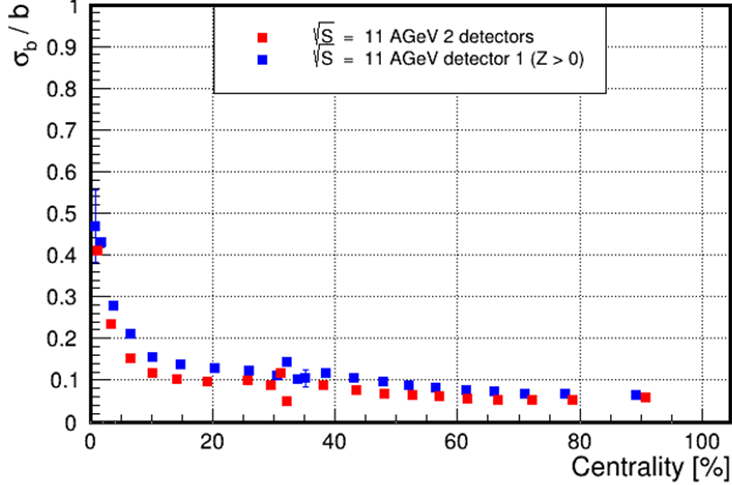 σb / b
1
0.9
0.8
0.7
0.6
0.5
0.4
0.3
0.2
0.1
0
√S = 11 AGeV 2 detectors
√S = 11 AGeV detector 1 (Z > 0)
0 20 40 60 80 100
Centrality [%]